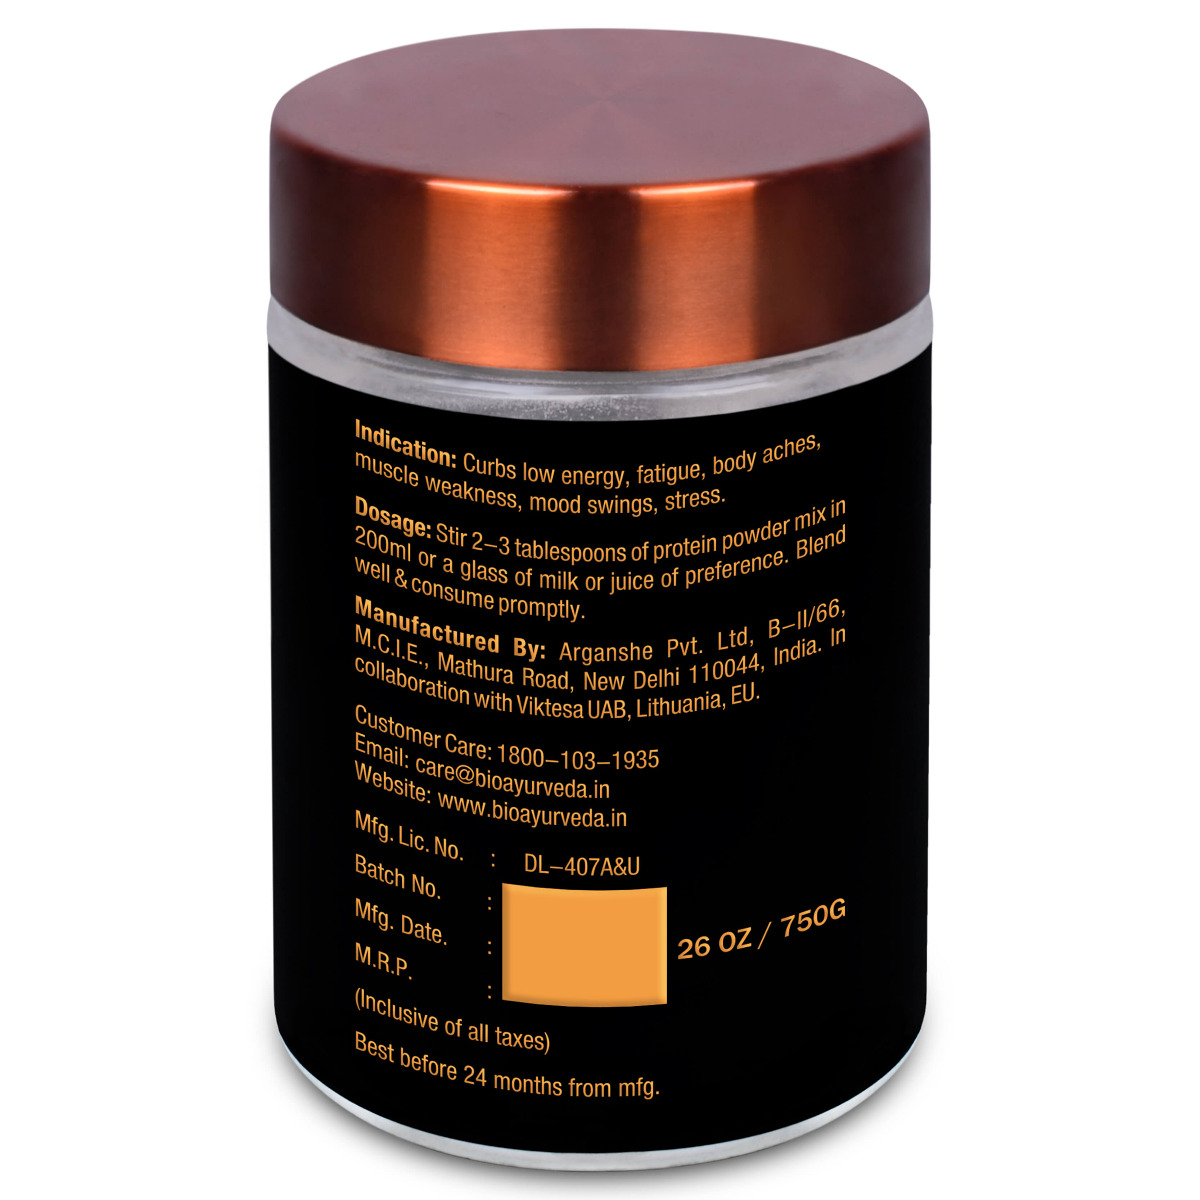 Indication: Curbs low energy, fatigue, body aches,
muscle weakness, mood swings, stress.
Dosage: Stir 2–3 tablespoons of protein powder mix in
200ml or a glass of milk or juice of preference. Blend
well & consume promptly.
Manufactured By: Arganshe Pvt. Ltd, B–II/66,
M.C.I.E., Mathura Road, New Delhi 110044, India. In
collaboration with Viktesa UAB, Lithuania, EU.
Customer Care: 1800–103–1935
Email: care@bioayurveda.in
Website: www.bioayurveda.in
Mfg. Lic. No. : DL–407A&U
Batch No. :
Mfg. Date. :
M.R.P. :
26 OZ / 750G
(Inclusive of all taxes)
Best before 24 months from mfg.